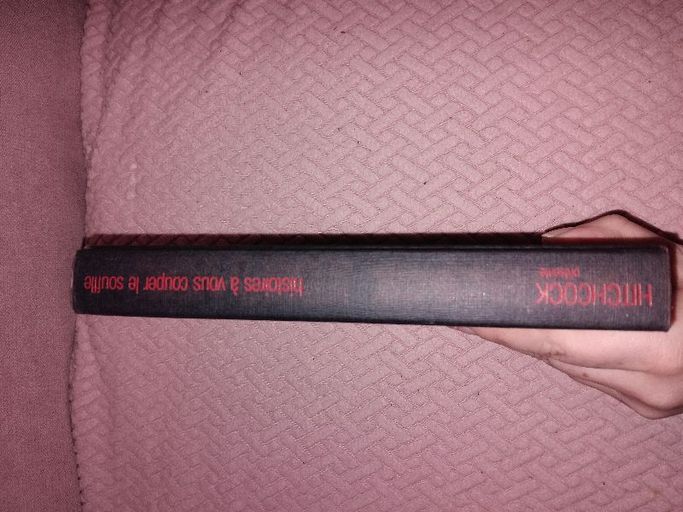 HITCHCOCK
présente
histoires à vous couper le souffle